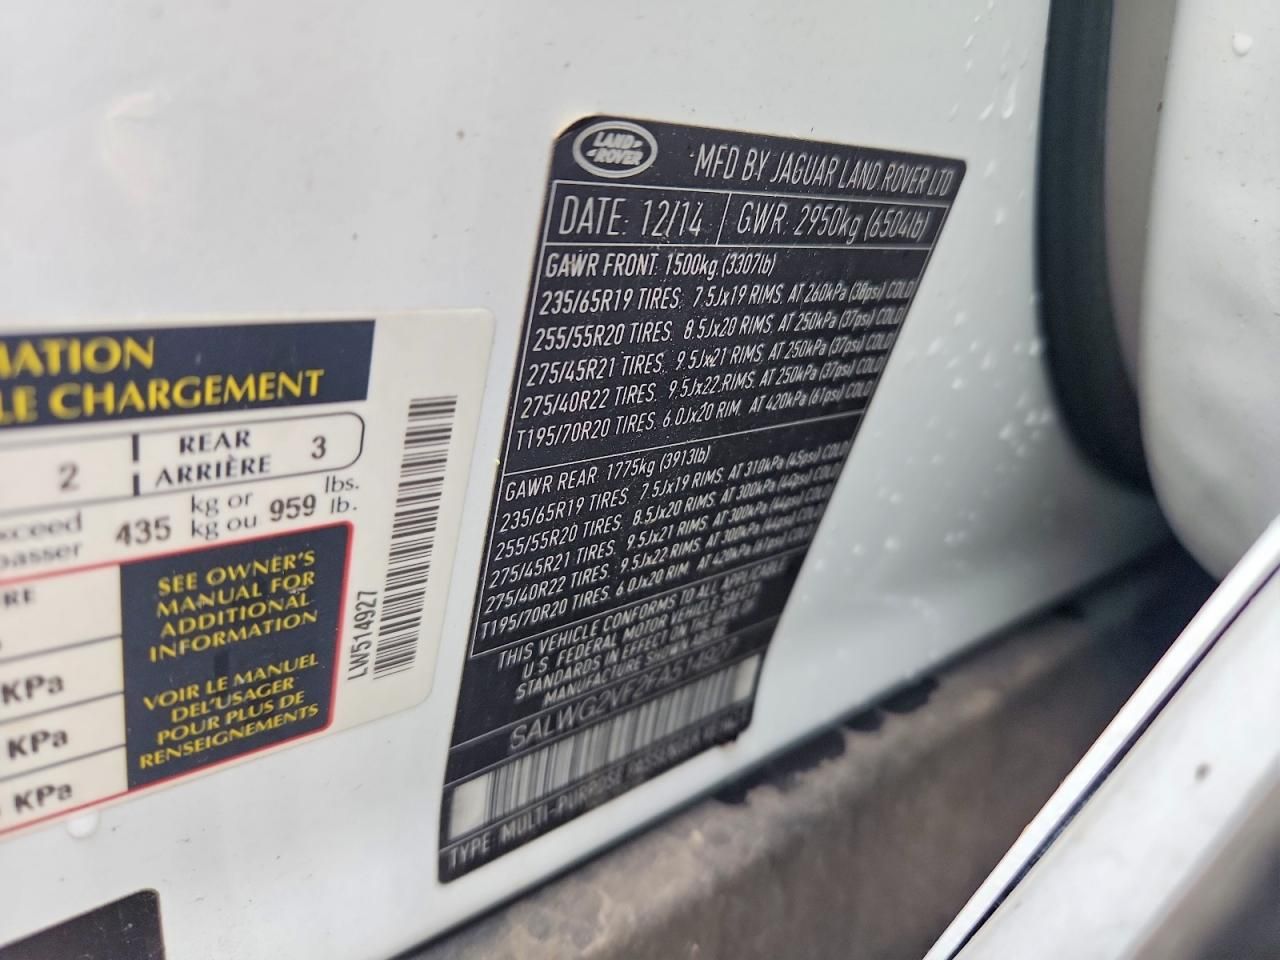 LAND ROVER
MFD BY JAGUAR LAND ROVER LTD
DATE: 12/14 GWR: 2950kg (6504lb)
GAWR FRONT: 1500kg (3307lb)
235/65R19 TIRES: 7.5Jx19 RIMS, AT 260kPa (38psi) COLD
255/55R20 TIRES: 8.5Jx20 RIMS, AT 250kPa (37psi) COLD
275/45R21 TIRES: 9.5Jx21 RIMS, AT 250kPa (37psi) COLD
275/40R22 TIRES: 9.5Jx22 RIMS, AT 250kPa (37psi) COLD
T195/70R20 TIRES: 6.0Jx20 RIM, AT 420kPa (61psi) COLD
GAWR REAR: 1775kg (3913lb)
235/65R19 TIRES: 7.5Jx19 RIMS, AT 310kPa (45psi) COLD
255/55R20 TIRES: 8.5Jx20 RIMS, AT 300kPa (44psi) COLD
275/45R21 TIRES: 9.5Jx21 RIMS, AT 300kPa (44psi) COLD
275/40R22 TIRES: 9.5Jx22 RIMS, AT 300kPa (44psi) COLD
T195/70R20 TIRES: 6.0Jx20 RIM, AT 420kPa (61psi) COLD
THIS VEHICLE CONFORMS TO ALL APPLICABLE
U.S. FEDERAL MOTOR VEHICLE SAFETY
STANDARDS IN EFFECT ON THE DATE OF
MANUFACTURE SHOWN ABOVE.
SALWG2VF2FA514927
TYPE: MULTI-PURPOSE PASSENGER
MATION
LE CHARGEMENT
2 REAR
ARRIÈRE 3
xceed 435 kg or 959 lbs.
passer kg ou lb.
RE
KPa
KPa
KPa
SEE OWNER'S
MANUAL FOR
ADDITIONAL
INFORMATION
VOIR LE MANUEL
DEL'USAGER
POUR PLUS DE
RENSEIGNEMENTS
LW514927